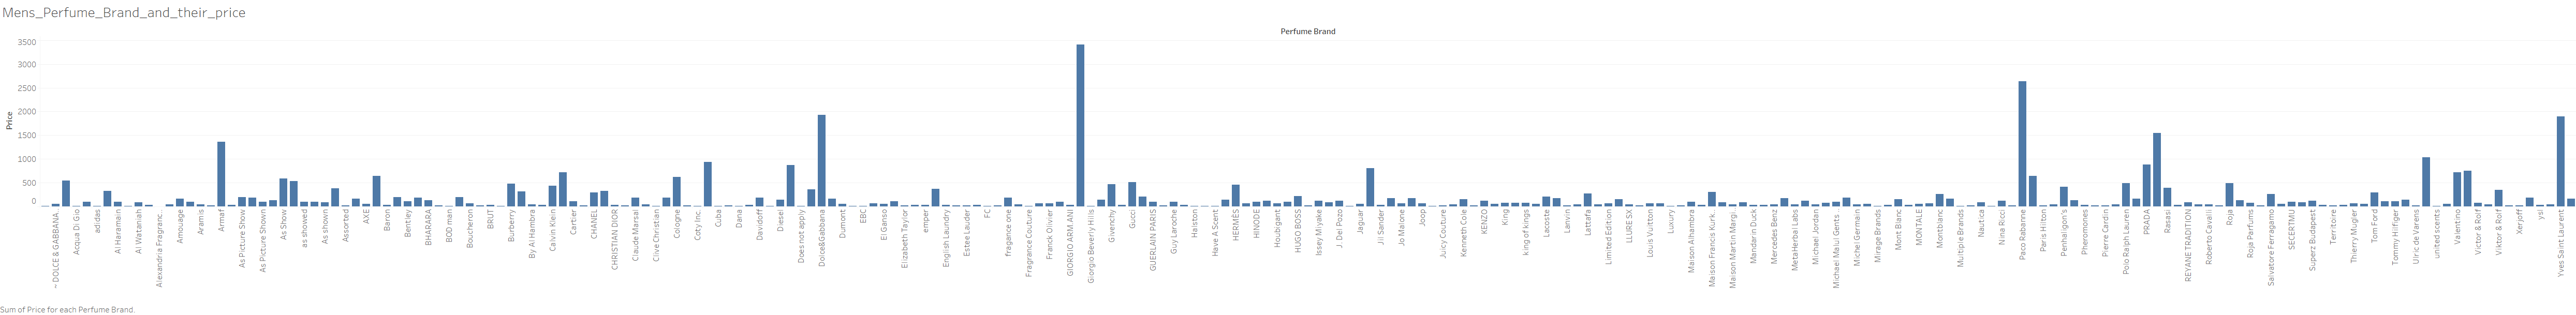 Mens_Perfume_Brand_and_their_price
Perfume Brand
3500
3000
2500
2000
1500
1000
500
0
Price
~ DOLCE & GABBANA..
Acqua Di Gio
adidas
Al Haramain
Al Wataniah
Alexandria Fragranc..
Amouage
Aramis
Armaf
As Picture Show
As Picture Shown
As Show
as showed
As shown
Assorted
AXE
Baron
Bentley
BHARARA
BOD man
Boucheron
BRUT
Burberry
By Al Hambra
Calvin Klein
Cartier
CHANEL
CHRISTIAN DIOR
Claude Marsal
Clive Christian
Cologne
Coty Inc.
Cuba
Dana
Davidoff
Diesel
Does not apply
Dolce&Gabbana
Dumont
EBC
El Ganso
Elizabeth Taylor
emper
English Laundry
Estee Lauder
FC
fragrance one
Fragrance Couture
Franck Olivier
GIORGIO ARMANI
Giorgio Beverly Hills
Givenchy
Gucci
GUERLAIN PARIS
Guy Laroche
Halston
Have A Scent
HERMÈS
HINODE
Houbigant
HUGO BOSS
Issey Miyake
J. Del Pozo
Jaguar
Jil Sander
Jo Malone
Joop
Juicy Couture
Kenneth Cole
KENZO
King
king of kings
Lacoste
Lanvin
Lattafa
Limited Edition
LLURE SX
Louis Vuitton
Luxury
Maison Alhambra
Maison Francis Kurk..
Maison Martin Margi..
Mandarin Duck
Mercedes Benz
MetaHerbal Labs
Michael Jordan
Michael Malul Gents ..
Michel Germain
Mirage Brands
Mont Blanc
MONTALE
Montblanc
Multiple Brands
Nautica
Nina Ricci
Paco Rabanne
Paris Hilton
Penhaligon's
Pheromones
Pierre Cardin
Polo Ralph Lauren
PRADA
Rasasi
REYANE TRADITION
Roberto Cavalli
Roja
Roja Parfums
Salvatore Ferragamo
SECERTMU
Superz Budapest
Territoire
Thierry Mugler
Tom Ford
Tommy Hilfiger
Ulric de Varens
united scents
Valentino
Victor & Rolf
Viktor & Rolf
Xerjoff
ysl
Yves Saint Laurent
Sum of Price for each Perfume Brand.